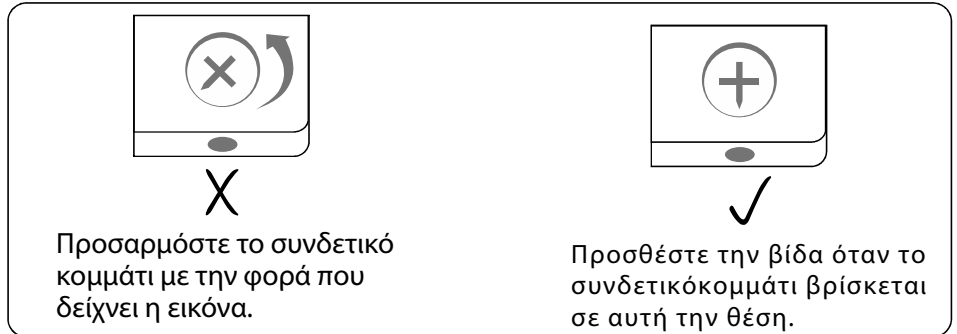 Προσαρμόστε το συνδετικό
κομμάτι με την φορά που
δείχνει η εικόνα.
Προσθέστε την βίδα όταν το
συνδετικόκομμάτι βρίσκεται
σε αυτή την θέση.